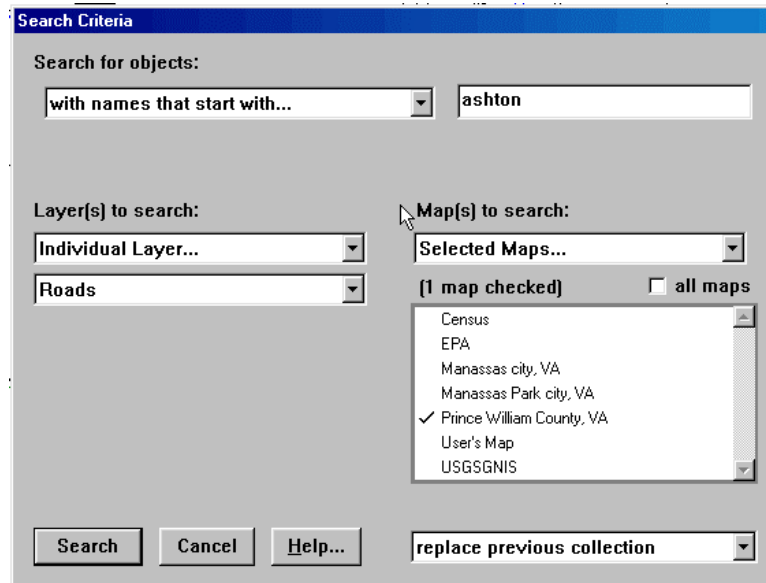 Search Criteria
Search for objects:
with names that start with... ashton
Layer(s) to search: Map(s) to search:
Individual Layer... Selected Maps...
Roads (1 map checked) all maps
Census
EPA
Manassas city, VA
Manassas Park city, VA
Prince William County, VA
User's Map
USGSGNIS
Search Cancel Help... replace previous collection